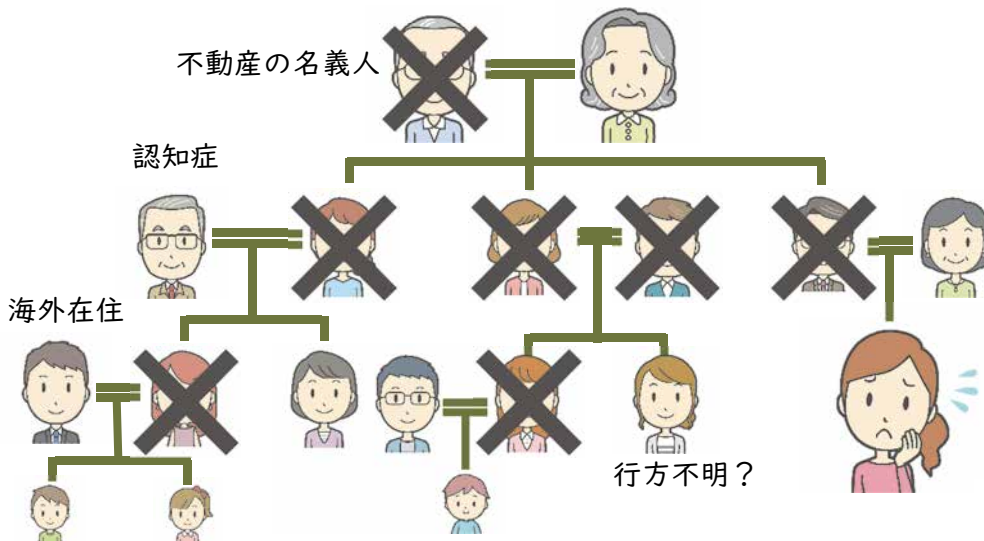 不動産の名義人
認知症
海外在住
行方不明？